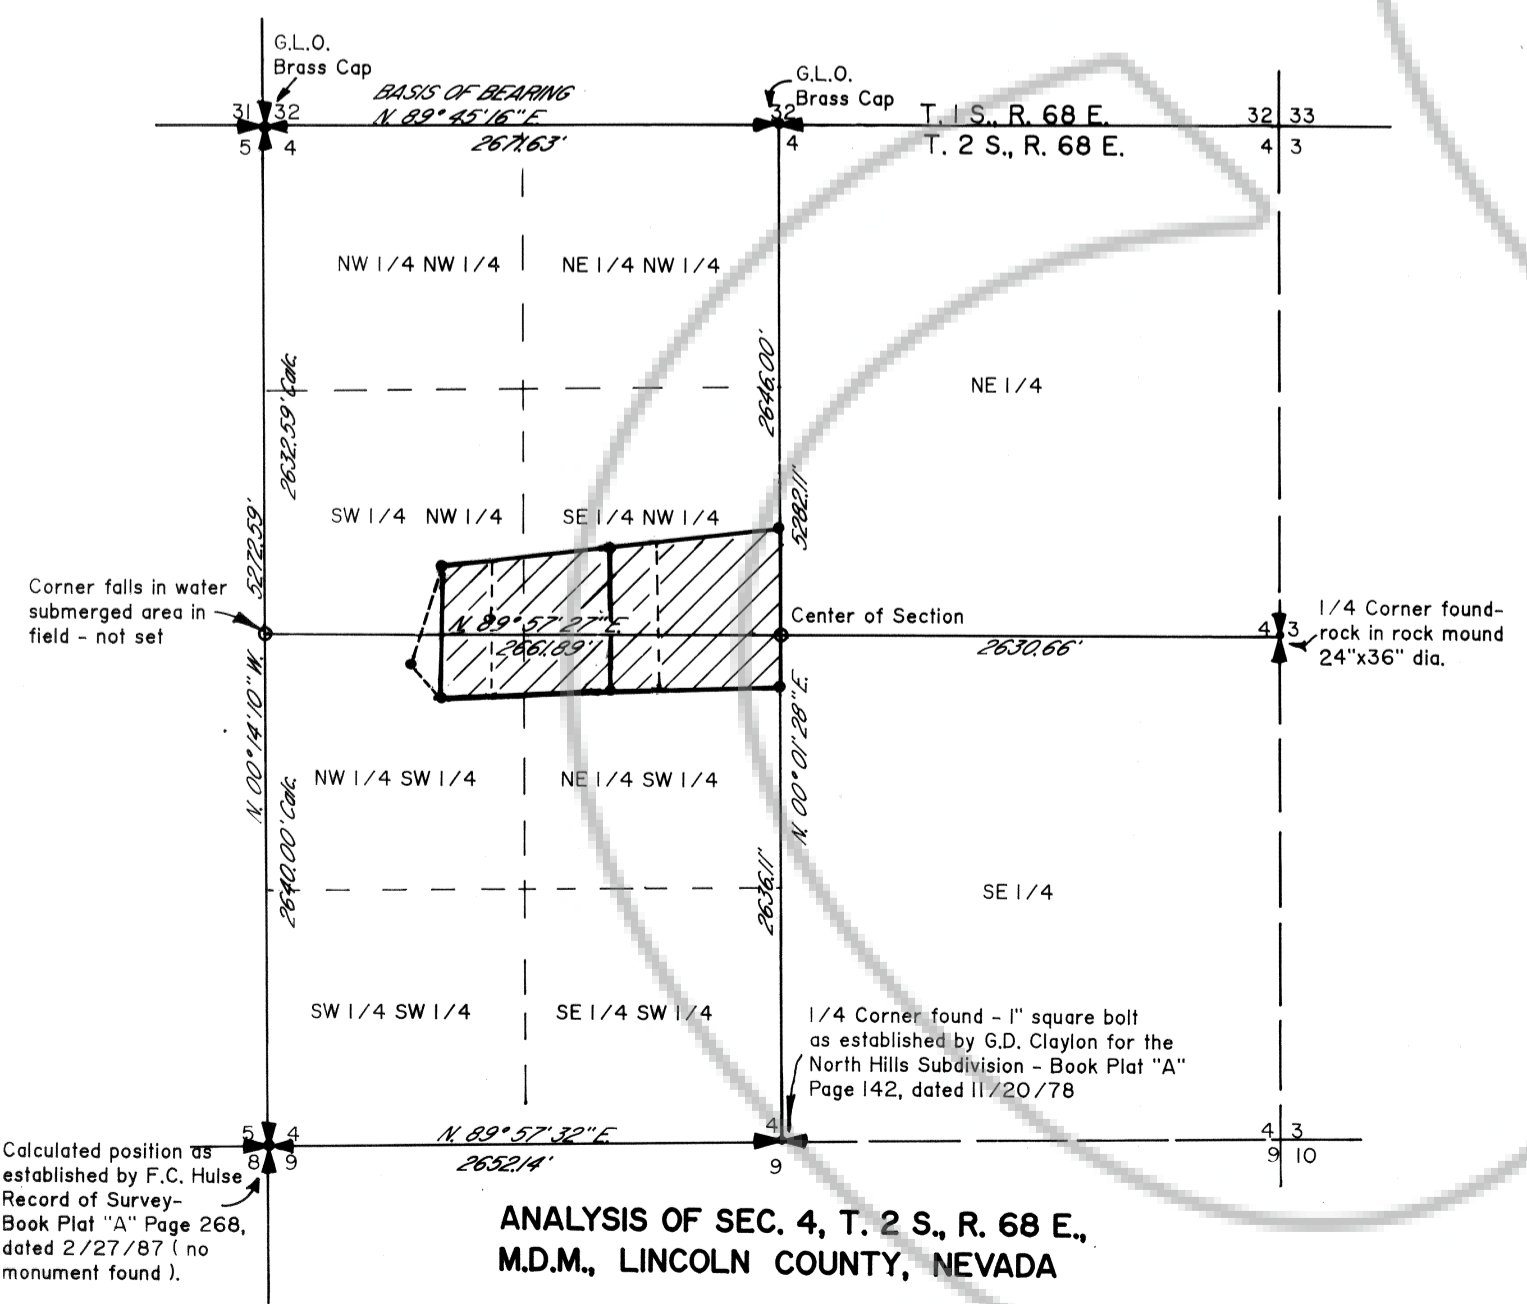 G.L.O.
Brass Cap
BASIS OF BEARING
N. 89° 45' 16" E.
2671.63'
G.L.O.
Brass Cap
T. 1 S., R. 68 E.
T. 2 S., R. 68 E.
31 32
5 4
32
4
32 33
4 3
NW 1/4 NW 1/4
NE 1/4 NW 1/4
NE 1/4
2632.59' Calc.
2646.00'
5272.59'
5282.11'
SW 1/4 NW 1/4
SE 1/4 NW 1/4
Corner falls in water
submerged area in
field - not set
N. 89° 57' 27" E.
2661.89'
Center of Section
2630.66'
4 3
1/4 Corner found-
rock in rock mound
24"x36" dia.
N. 00° 14' 10" W.
N. 00° 01' 28" E.
NW 1/4 SW 1/4
NE 1/4 SW 1/4
2640.00' Calc.
2636.11'
SE 1/4
SW 1/4 SW 1/4
SE 1/4 SW 1/4
1/4 Corner found - 1" square bolt
as established by G.D. Claylon for the
North Hills Subdivision - Book Plat "A"
Page 142, dated 11/20/78
5 4
8 9
N. 89° 57' 32" E.
2652.14'
4
9
4 3
9 10
Calculated position as
established by F.C. Hulse
Record of Survey-
Book Plat "A" Page 268,
dated 2/27/87 ( no
monument found ).
ANALYSIS OF SEC. 4, T. 2 S., R. 68 E.,
M.D.M., LINCOLN COUNTY, NEVADA